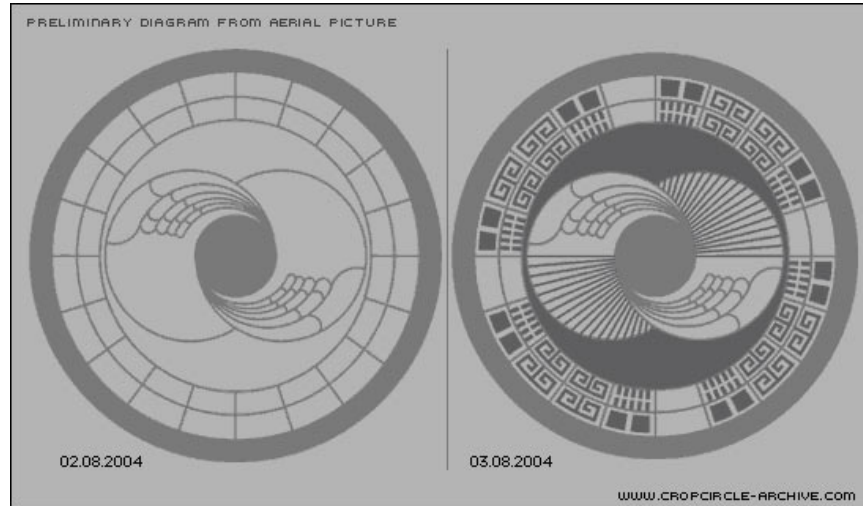 PRELIMINARY DIAGRAM FROM AERIAL PICTURE
02.08.2004
03.08.2004
WWW.CROPCIRCLE-ARCHIVE.COM